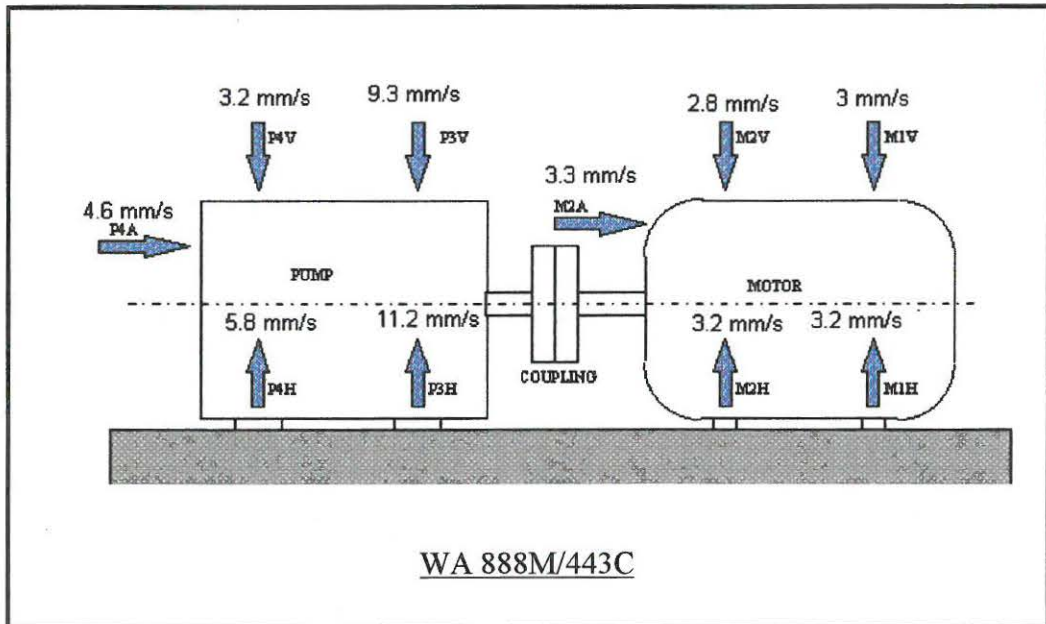 3.2 mm/s 9.3 mm/s 2.8 mm/s 3 mm/s
P4V P3V M2V M1V
3.3 mm/s
4.6 mm/s M2A
P4A
PUMP MOTOR
5.8 mm/s 11.2 mm/s 3.2 mm/s 3.2 mm/s
COUPLING
P4H P3H M2H M1H
WA 888M/443C